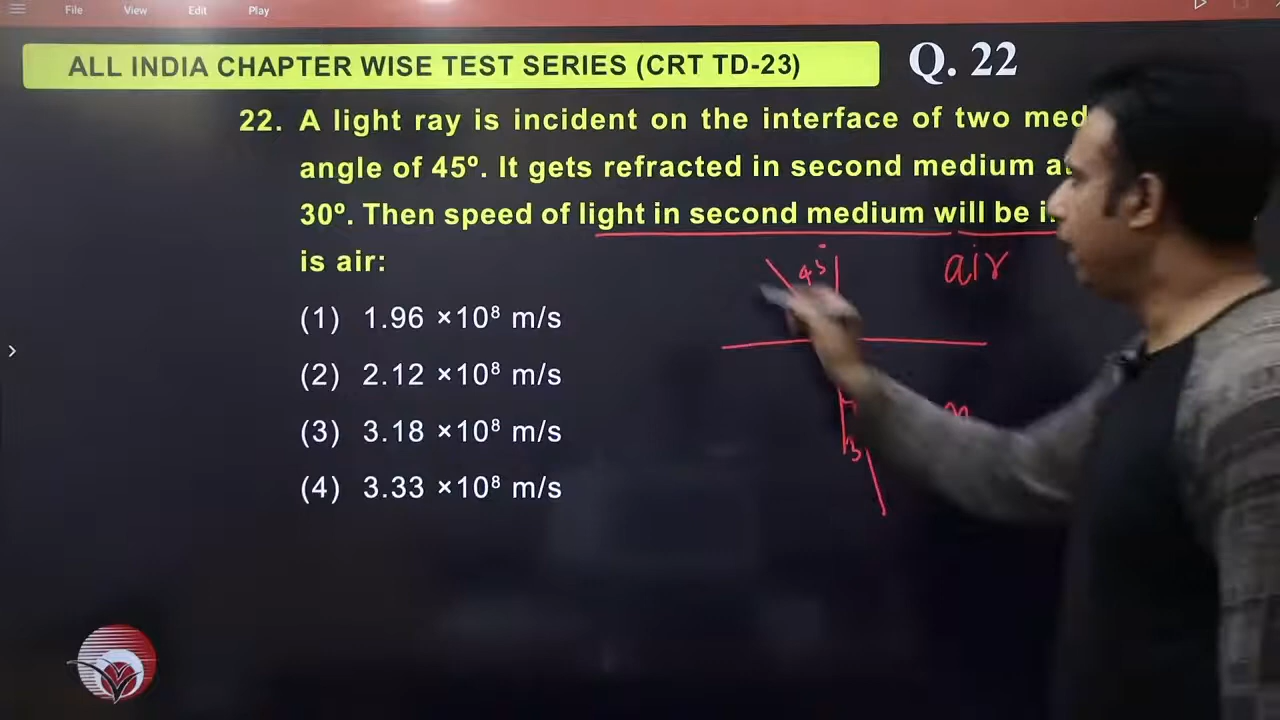 File View Edit Play
ALL INDIA CHAPTER WISE TEST SERIES (CRT TD-23) Q. 22
22. A light ray is incident on the interface of two
angle of 45º. It gets refracted in second medium
30º. Then speed of light in second medium will be
is air:
45° air
(1) 1.96 ×10⁸ m/s
(2) 2.12 ×10⁸ m/s
(3) 3.18 ×10⁸ m/s
(4) 3.33 ×10⁸ m/s